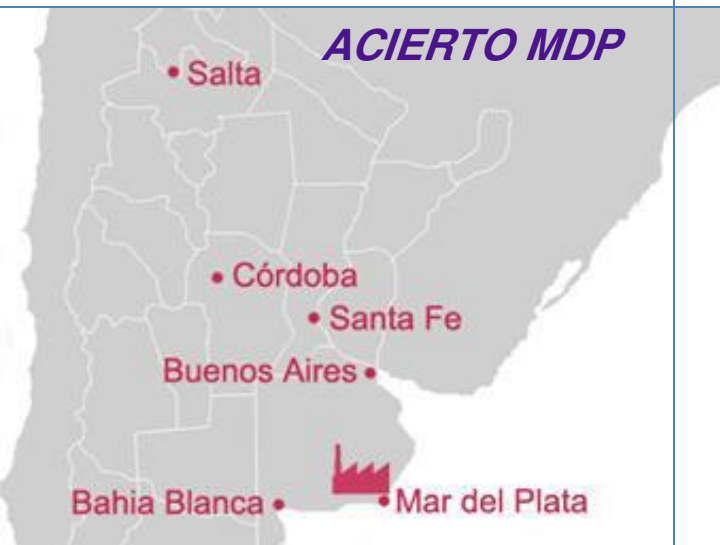 ACIERTO MDP
Salta
Córdoba
Santa Fe
Buenos Aires
Bahia Blanca
Mar del Plata